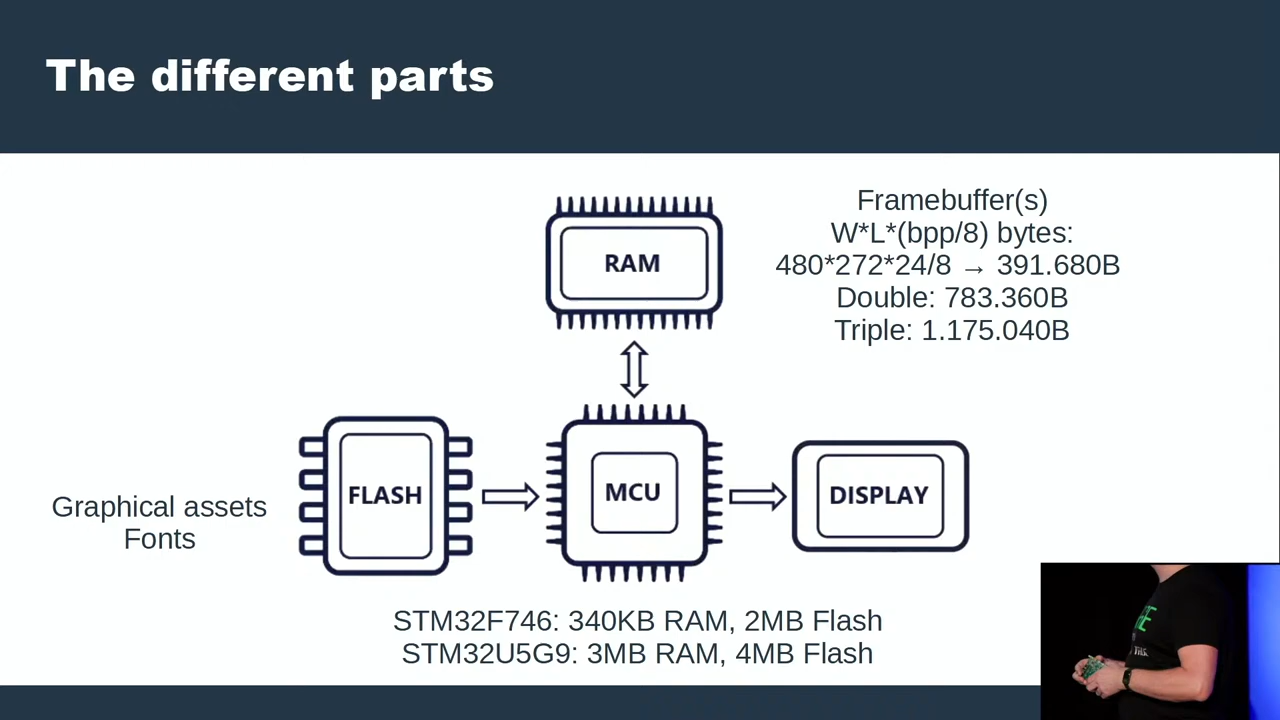 The different parts
Framebuffer(s)
W*L*(bpp/8) bytes:
480*272*24/8 → 391.680B
Double: 783.360B
Triple: 1.175.040B
RAM
FLASH
MCU
DISPLAY
Graphical assets
Fonts
STM32F746: 340KB RAM, 2MB Flash
STM32U5G9: 3MB RAM, 4MB Flash